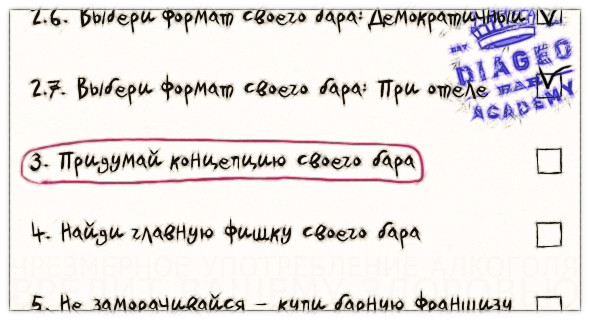 2.6. Выбери формат своего бара: Демократичный
2.7. Выбери формат своего бара: При отеле
EST.
DIAGEO
BAR
ACADEMY
3. Придумай концепцию своего бара
4. Найди главную фишку своего бара
ЧРЕЗМЕРНОЕ УПОТРЕБЛЕНИЕ АЛКОГОЛЯ
ВРЕДИТ ВАШЕМУ ЗДОРОВЬЮ
5. Не заморачивайся – купи барную франшизу